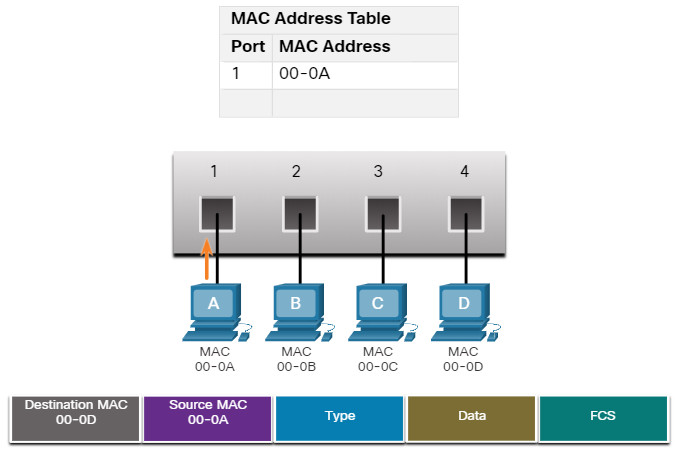 MAC Address Table
Port MAC Address
1 00-0A
1 2 3 4
A B C D
MAC MAC MAC MAC
00-0A 00-0B 00-0C 00-0D
Destination MAC
00-0D
Source MAC
00-0A
Type
Data
FCS